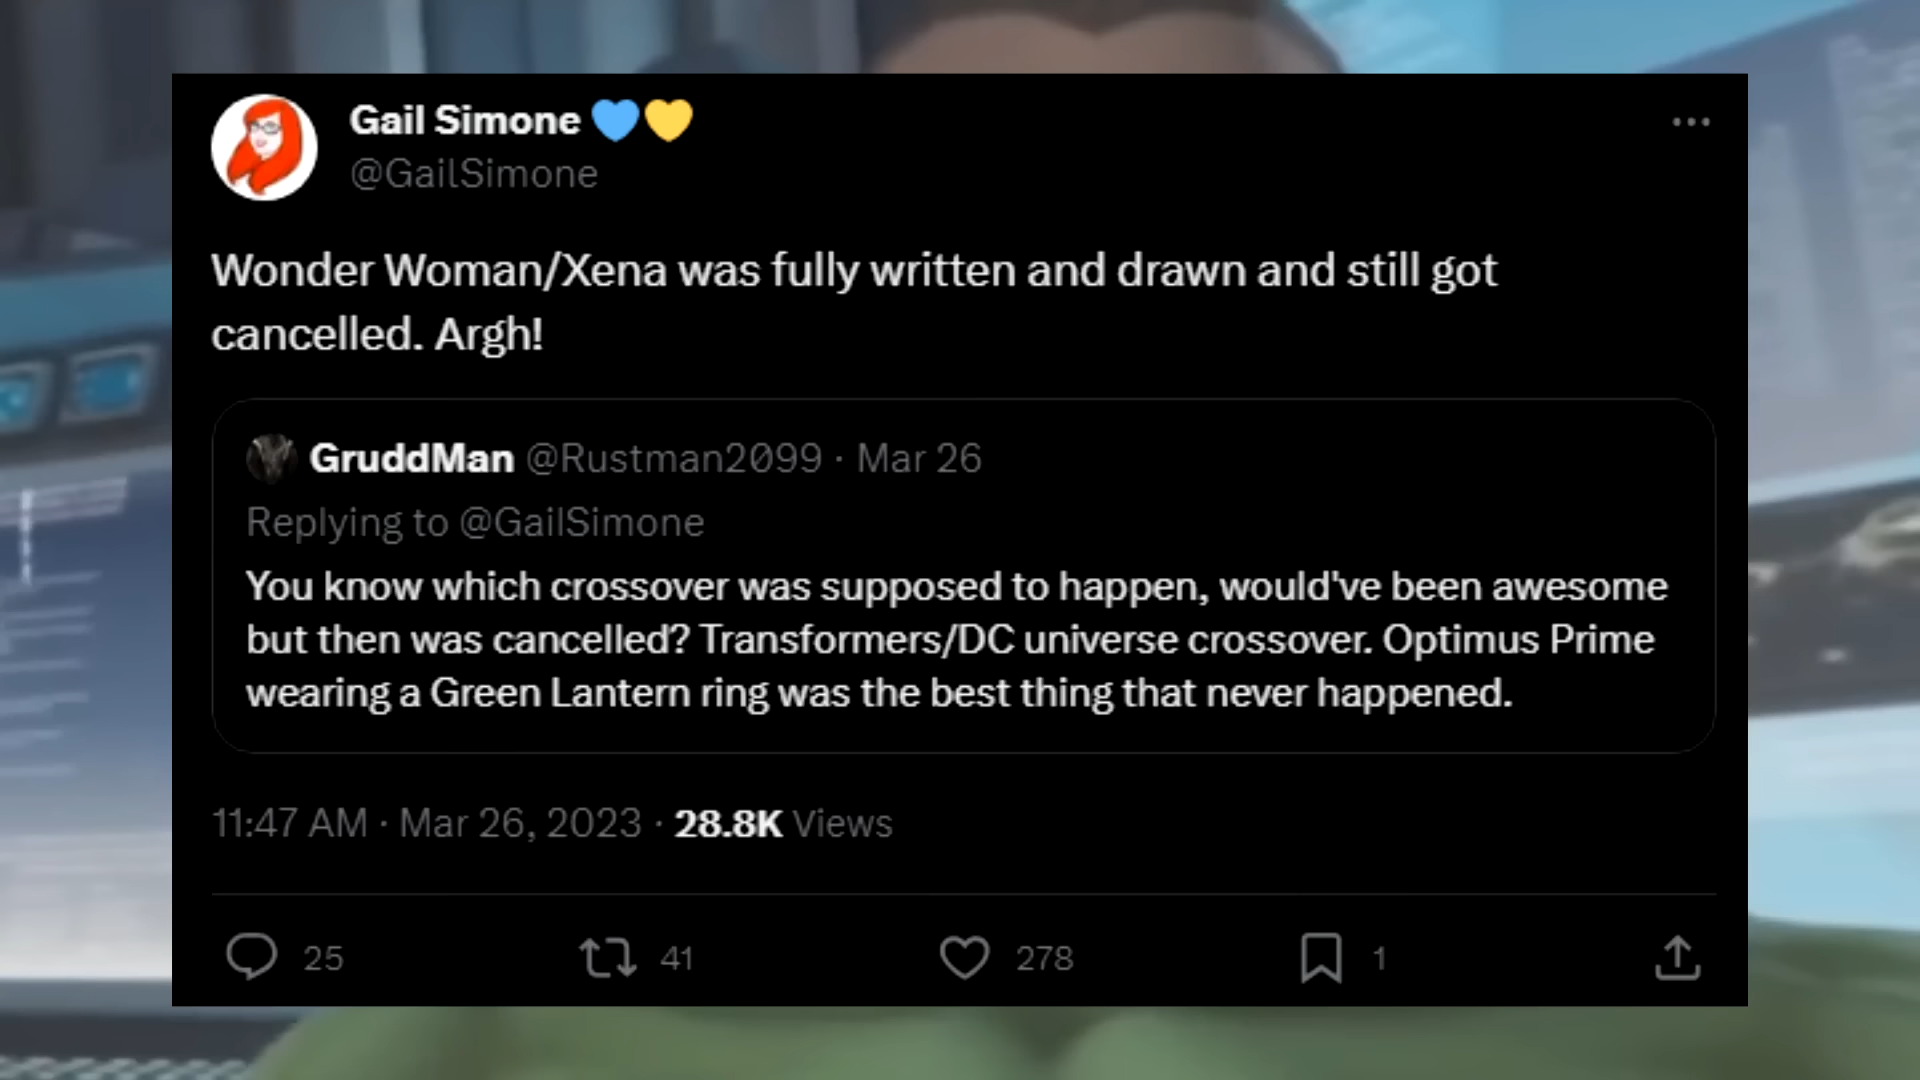 Gail Simone 💙💛
@GailSimone
Wonder Woman/Xena was fully written and drawn and still got
cancelled. Argh!
GruddMan @Rustman2099 · Mar 26
Replying to @GailSimone
You know which crossover was supposed to happen, would've been awesome
but then was cancelled? Transformers/DC universe crossover. Optimus Prime
wearing a Green Lantern ring was the best thing that never happened.
11:47 AM · Mar 26, 2023 · 28.8K Views
25 41 278 1